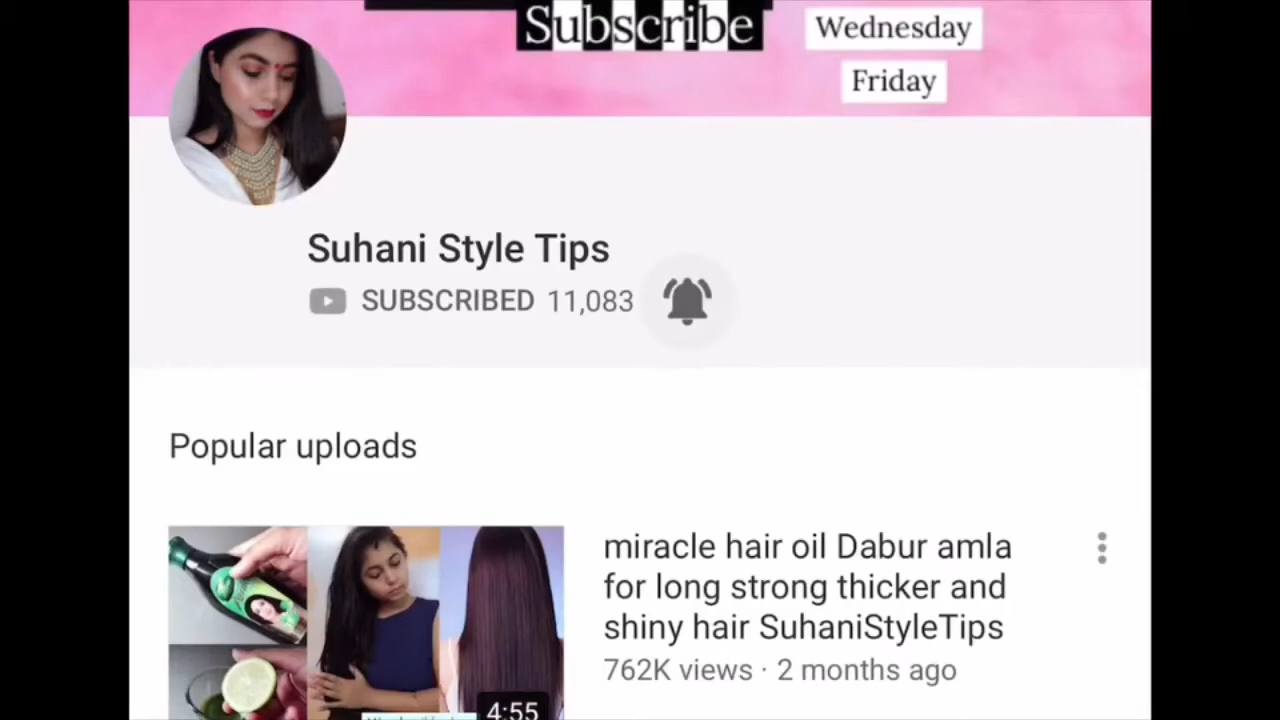 Subscribe
Wednesday
Friday
Suhani Style Tips
SUBSCRIBED 11,083
Popular uploads
miracle hair oil Dabur amla
for long strong thicker and
shiny hair SuhaniStyleTips
762K views · 2 months ago
4:55